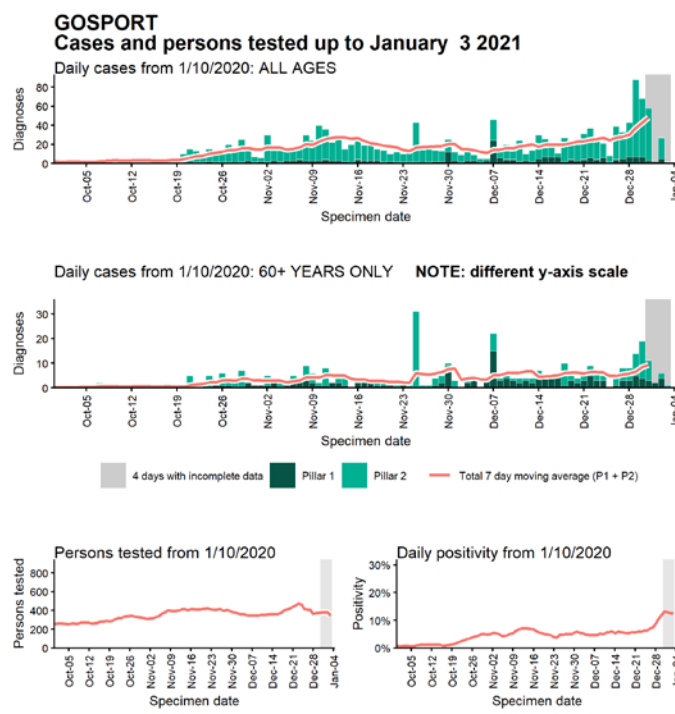 GOSPORT
Cases and persons tested up to January 3 2021
Daily cases from 1/10/2020: ALL AGES
Diagnoses
80
60
40
20
0
Oct-05
Oct-12
Oct-19
Oct-26
Nov-02
Nov-09
Nov-16
Nov-23
Nov-30
Dec-07
Dec-14
Dec-21
Dec-28
Jan-04
Specimen date
Daily cases from 1/10/2020: 60+ YEARS ONLY NOTE: different y-axis scale
Diagnoses
30
20
10
0
Oct-05
Oct-12
Oct-19
Oct-26
Nov-02
Nov-09
Nov-16
Nov-23
Nov-30
Dec-07
Dec-14
Dec-21
Dec-28
Jan-04
Specimen date
4 days with incomplete data Pillar 1 Pillar 2 Total 7 day moving average (P1 + P2)
Persons tested from 1/10/2020
Persons tested
800
600
400
200
0
Oct-05
Oct-12
Oct-19
Oct-26
Nov-02
Nov-09
Nov-16
Nov-23
Nov-30
Dec-07
Dec-14
Dec-21
Dec-28
Jan-04
Specimen date
Daily positivity from 1/10/2020
Positivity
30%
20%
10%
0%
Oct-05
Oct-12
Oct-19
Oct-26
Nov-02
Nov-09
Nov-16
Nov-23
Nov-30
Dec-07
Dec-14
Dec-21
Dec-28
Jan-04
Specimen date